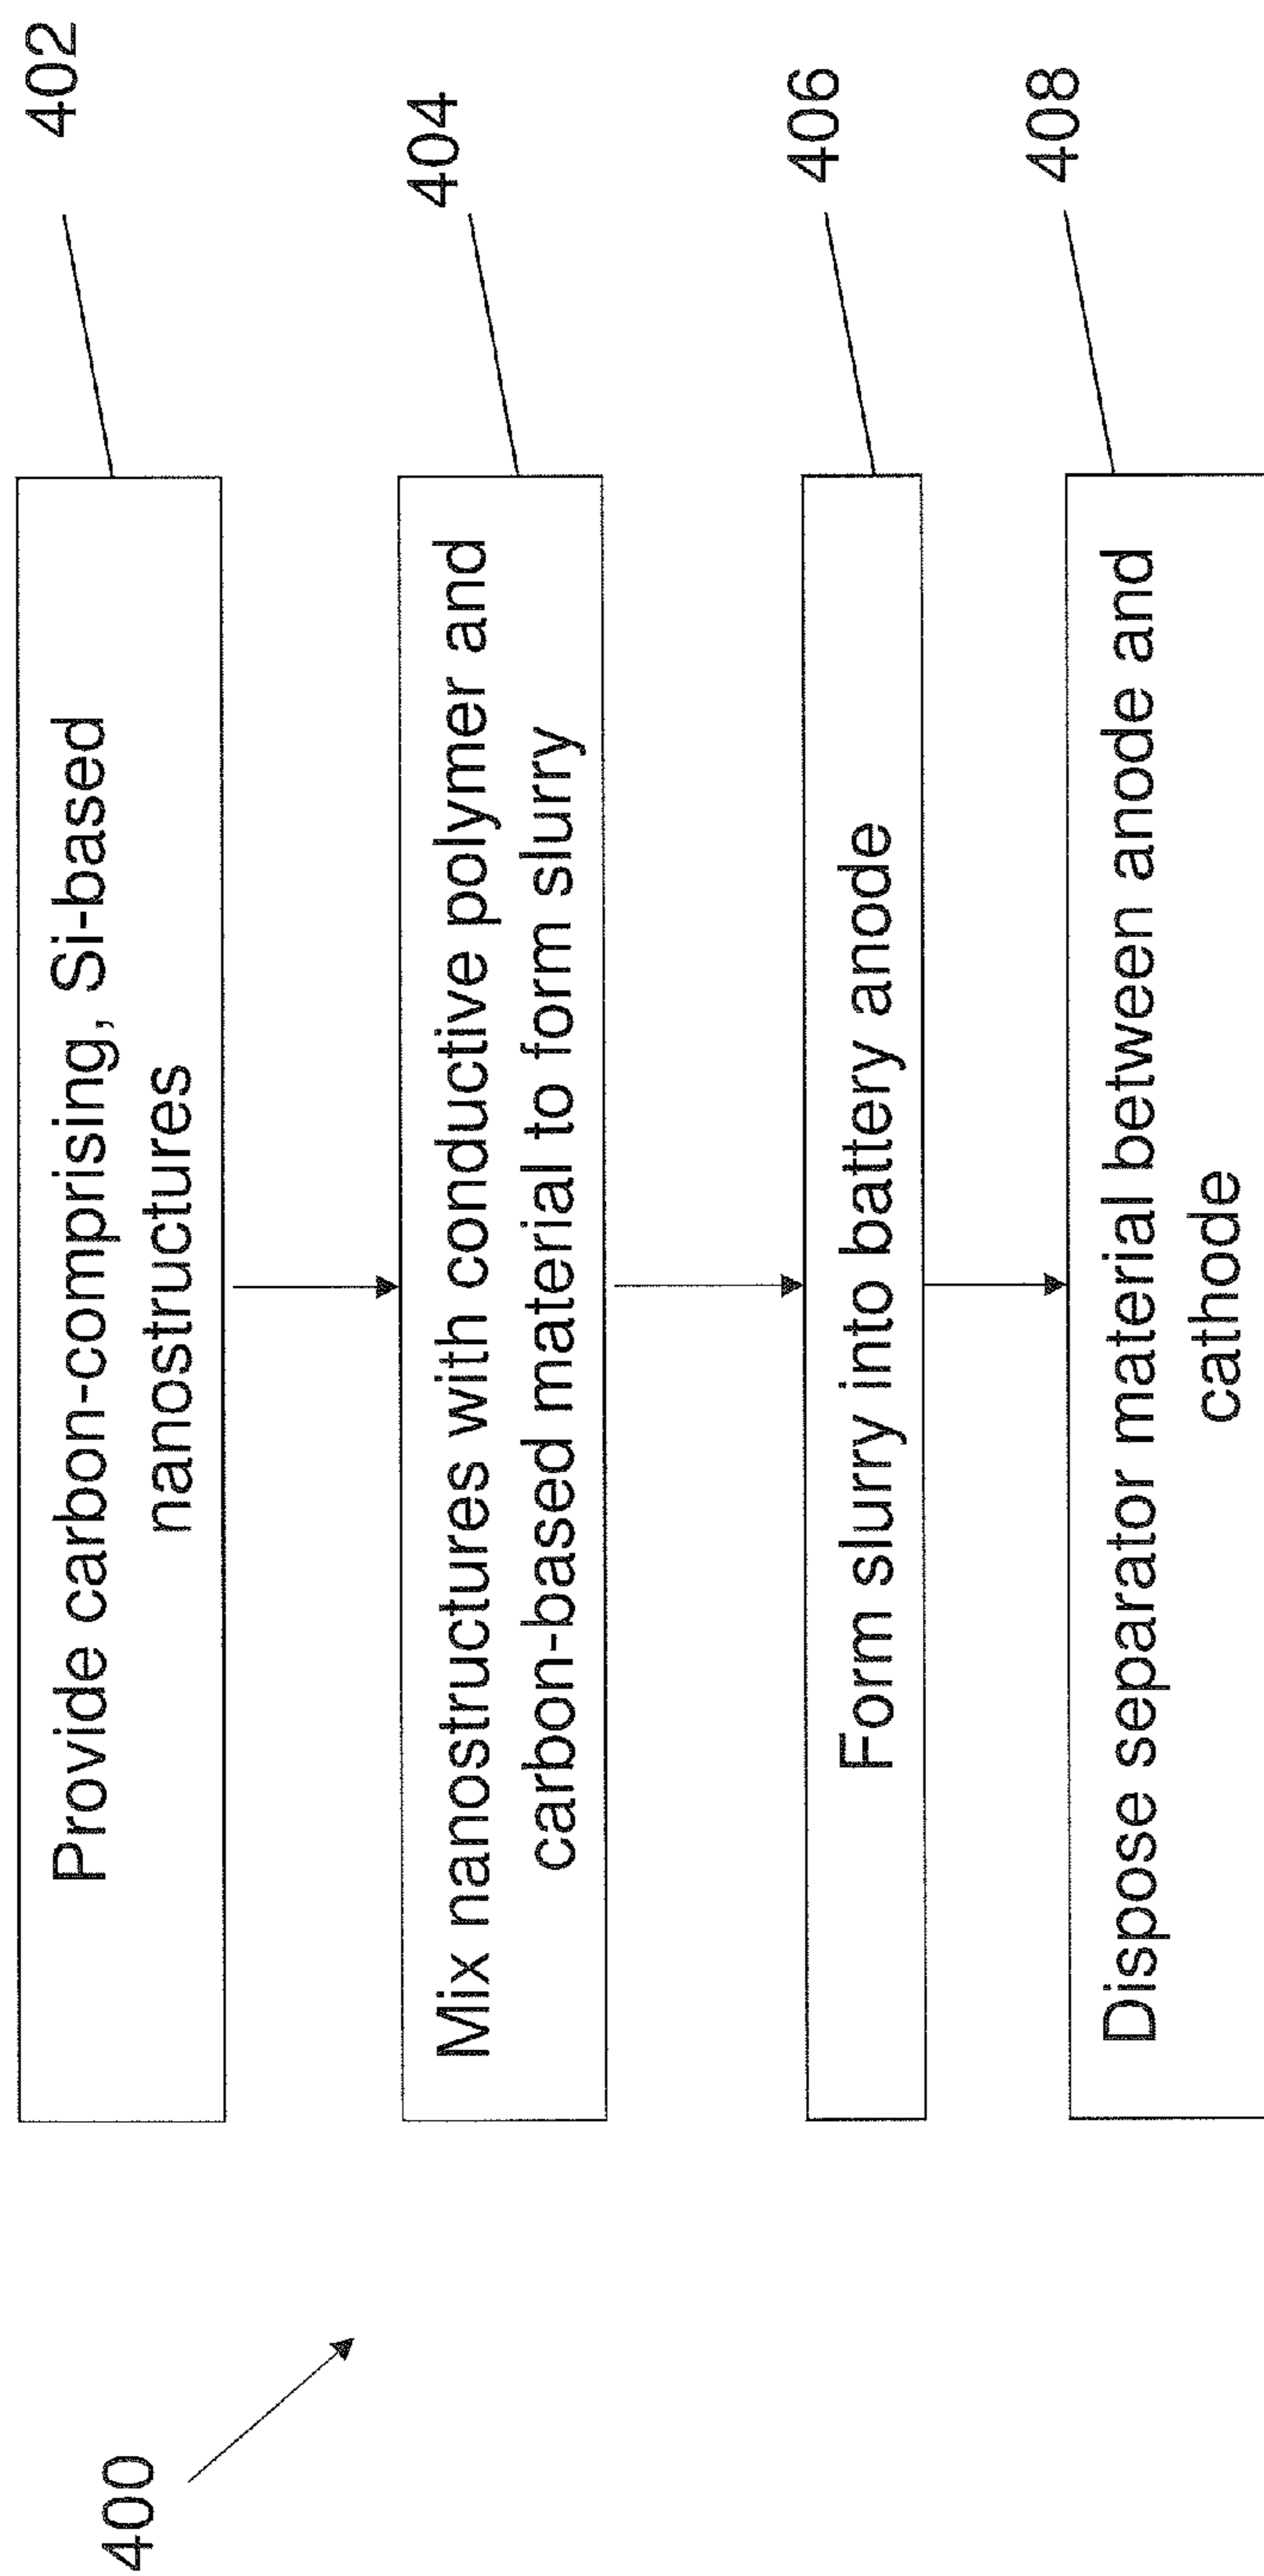 400
402
Provide carbon-comprising, Si-based
nanostructures
404
Mix nanostructures with conductive polymer and
carbon-based material to form slurry
406
Form slurry into battery anode
408
Dispose separator material between anode and
cathode